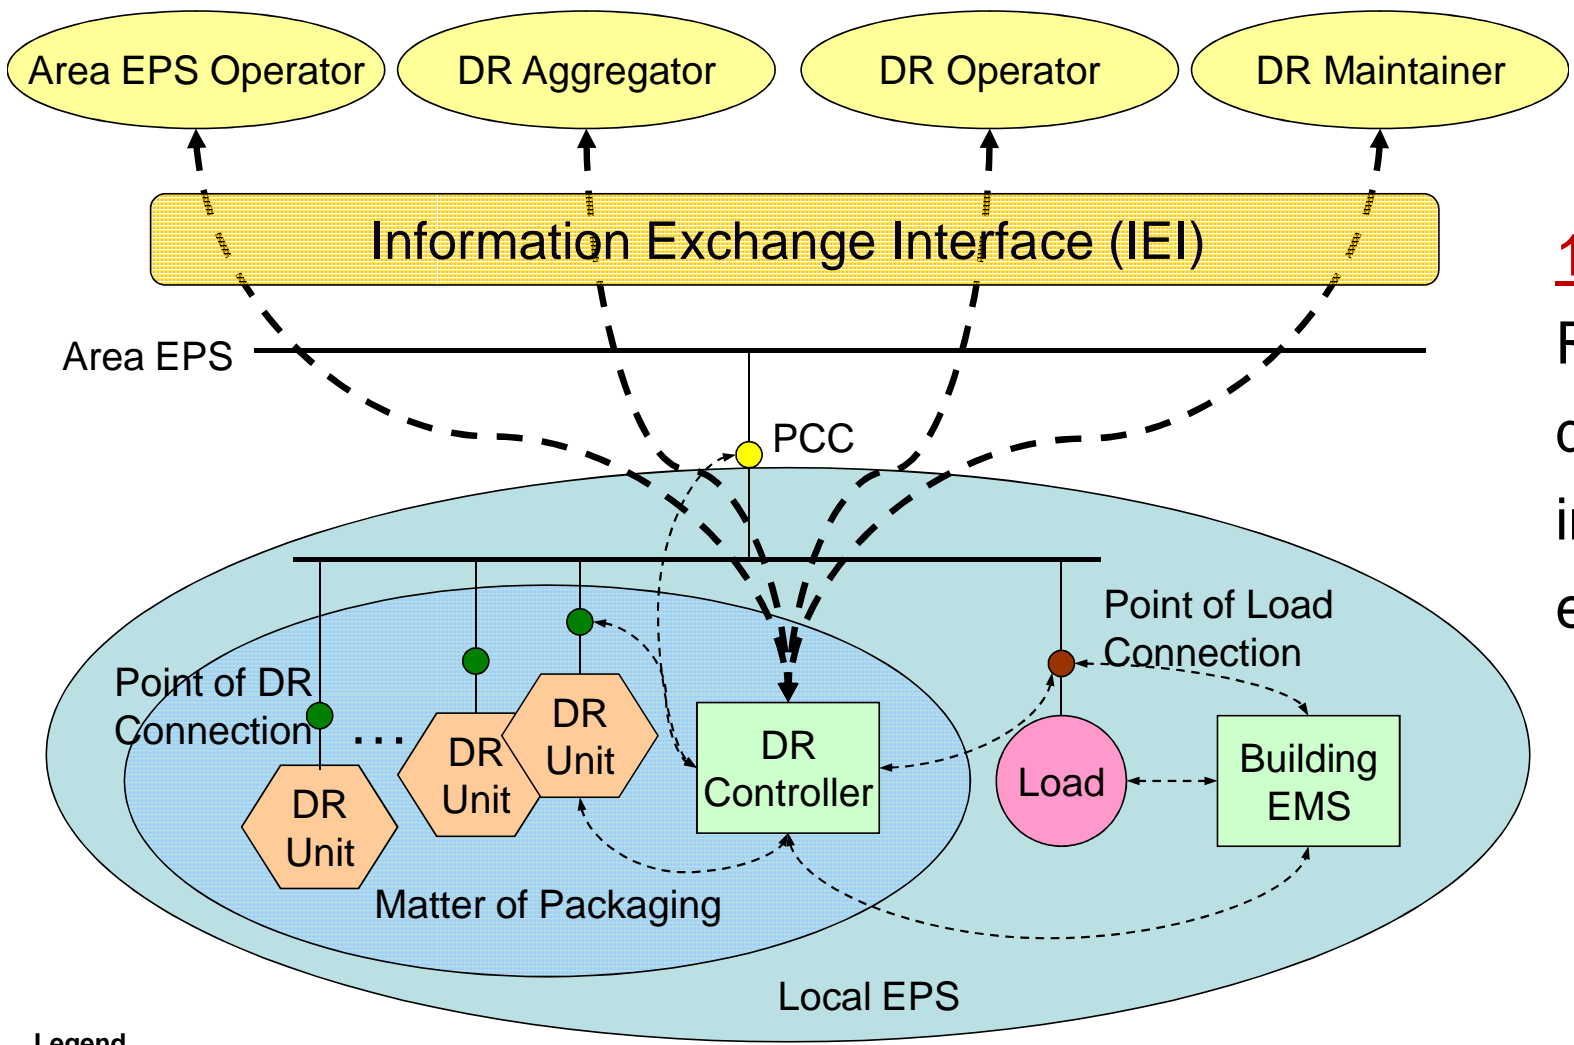 Area EPS Operator
DR Aggregator
DR Operator
DR Maintainer
Information Exchange Interface (IEI)
Area EPS
PCC
Point of Load
Connection
Point of DR
Connection
...
DR
Unit
DR
Unit
DR
Unit
DR
Controller
Load
Building
EMS
Matter of Packaging
Local EPS
Legend